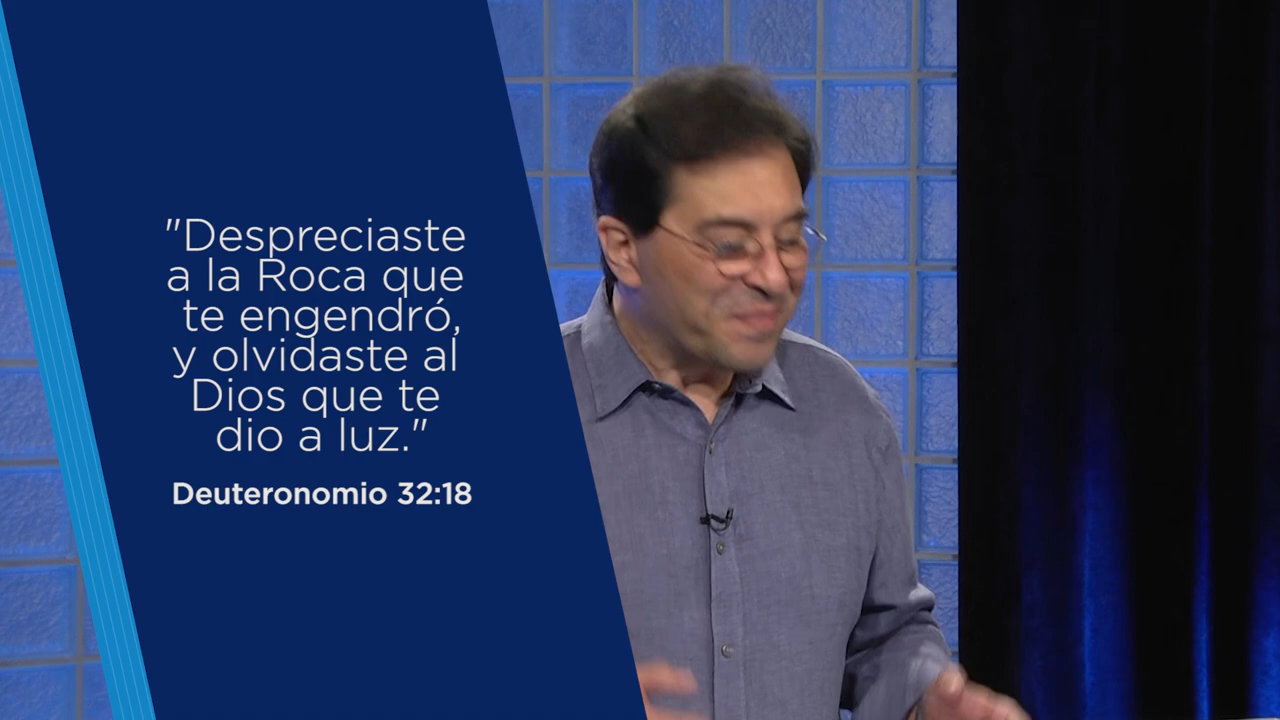 "Despreciaste
a la Roca que
te engendró,
y olvidaste al
Dios que te
dio a luz."
Deuteronomio 32:18